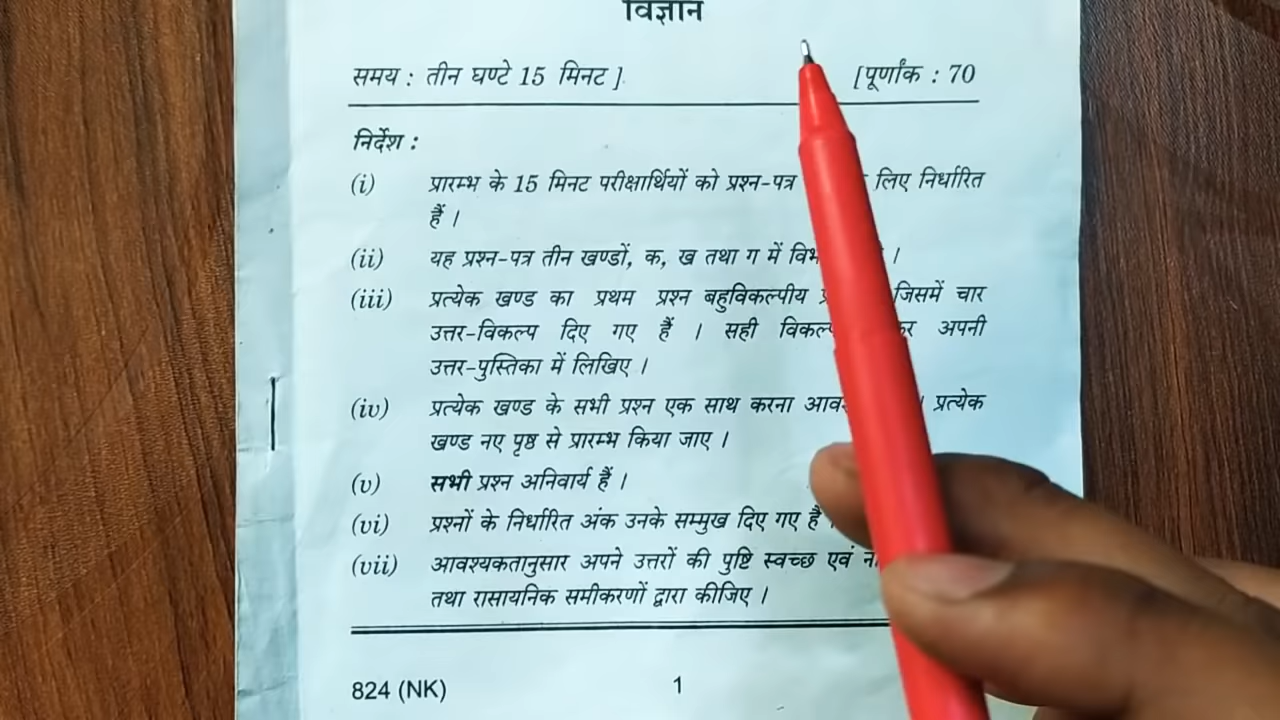 विज्ञान
समय : तीन घण्टे 15 मिनट ] [पूर्णांक : 70
निर्देश :
(i) प्रारम्भ के 15 मिनट परीक्षार्थियों को प्रश्न-पत्र लिए निर्धारित
हैं ।
(ii) यह प्रश्न-पत्र तीन खण्डों, क, ख तथा ग में ।
(iii) प्रत्येक खण्ड का प्रथम प्रश्न बहुविकल्पीय जिसमें चार
उत्तर-विकल्प दिए गए हैं । सही अपनी
उत्तर-पुस्तिका में लिखिए ।
(iv) प्रत्येक खण्ड के सभी प्रश्न एक साथ करना । प्रत्येक
खण्ड नए पृष्ठ से प्रारम्भ किया जाए ।
(v) सभी प्रश्न अनिवार्य हैं ।
(vi) प्रश्नों के निर्धारित अंक उनके सम्मुख दिए गए हैं ।
(vii) आवश्यकतानुसार अपने उत्तरों की पुष्टि स्वच्छ एवं
तथा रासायनिक समीकरणों द्वारा कीजिए ।
824 (NK) 1